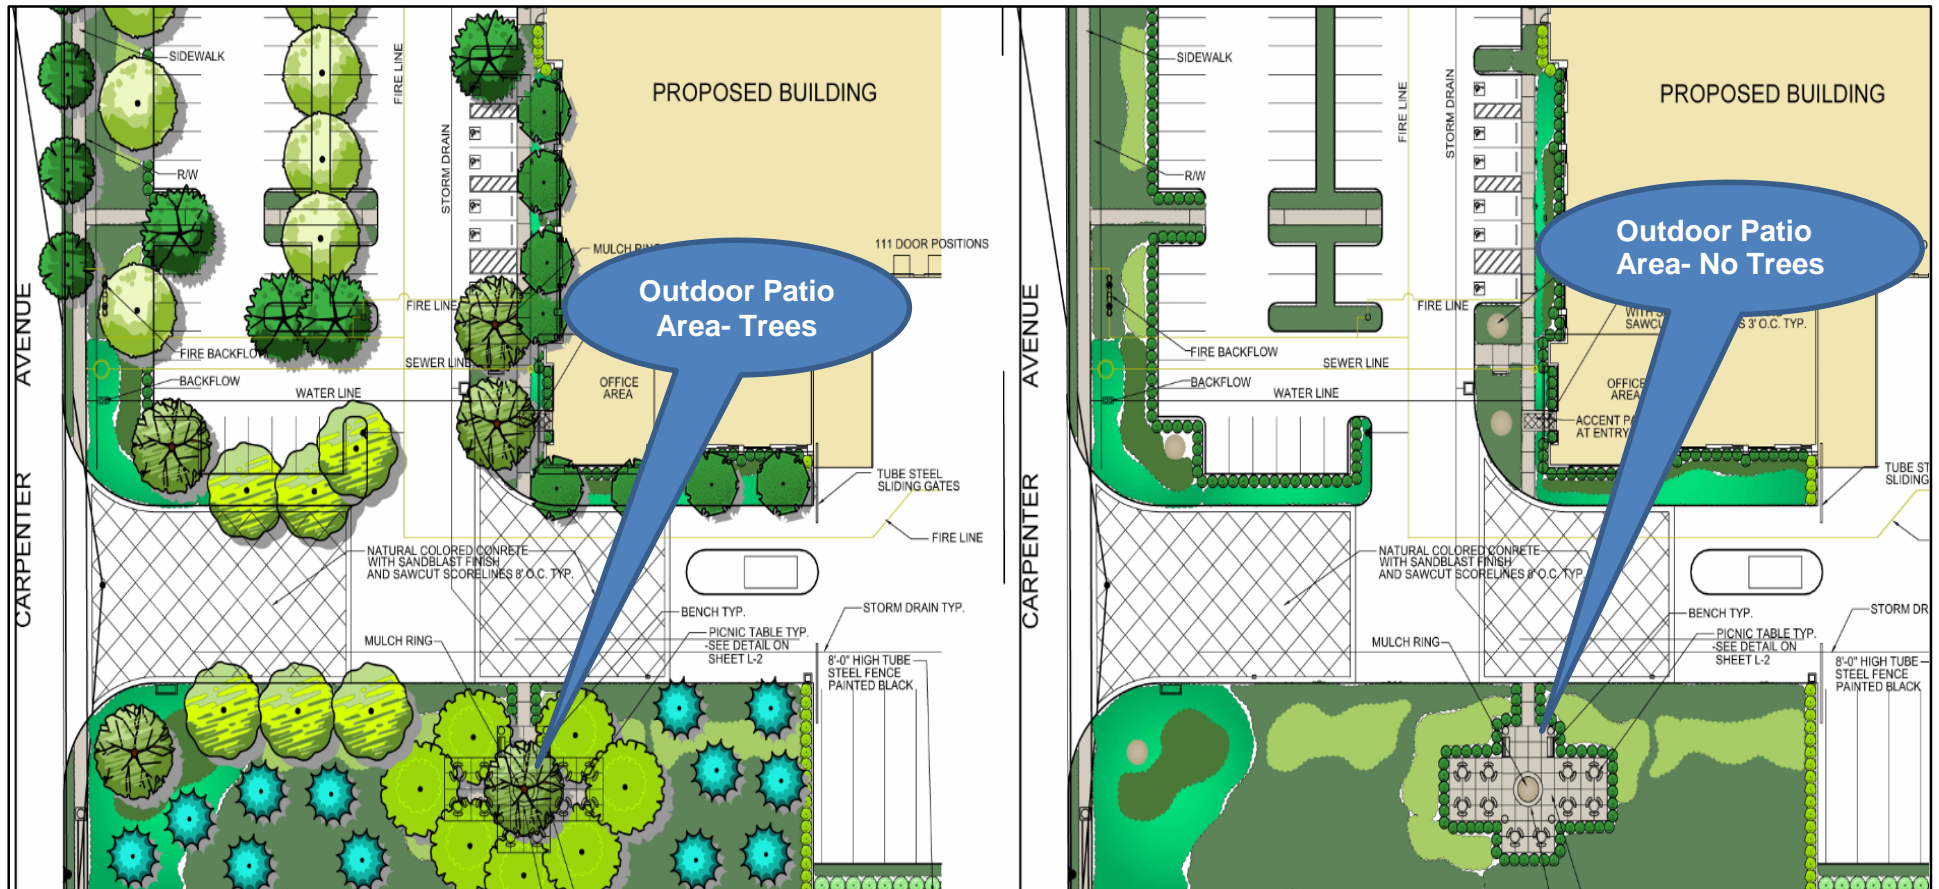 SIDEWALK
FIRE LINE
PROPOSED BUILDING
R/W
STORM DRAIN
MULCH RING
111 DOOR POSITIONS
Outdoor Patio
Area- Trees
AVENUE
FIRE LINE
FIRE BACKFLOW
SEWER LINE
BACKFLOW
WATER LINE
OFFICE
AREA
CARPENTER
TUBE STEEL
SLIDING GATES
FIRE LINE
NATURAL COLORED CONRETE
WITH SANDBLAST FINISH
AND SAWCUT SCORELINES 8' O.C. TYP.
BENCH TYP.
STORM DRAIN TYP.
MULCH RING
PICNIC TABLE TYP.
-SEE DETAIL ON
SHEET L-2
8'-0" HIGH TUBE
STEEL FENCE
PAINTED BLACK
SIDEWALK
FIRE LINE
STORM DRAIN
PROPOSED BUILDING
R/W
Outdoor Patio
Area- No Trees
AVENUE
FIRE LINE
WITH S
SAWCU S 3' O.C. TYP.
FIRE BACKFLOW
SEWER LINE
BACKFLOW
WATER LINE
OFFICE
AREA
ACCENT PA
AT ENTRY
CARPENTER
TUBE ST
SLIDING
NATURAL COLORED CONRETE
WITH SANDBLAST FINISH
AND SAWCUT SCORELINES 8' O.C. TYP.
BENCH TYP.
STORM DR
MULCH RING
PICNIC TABLE TYP.
-SEE DETAIL ON
SHEET L-2
8'-0" HIGH TUBE
STEEL FENCE
PAINTED BLACK